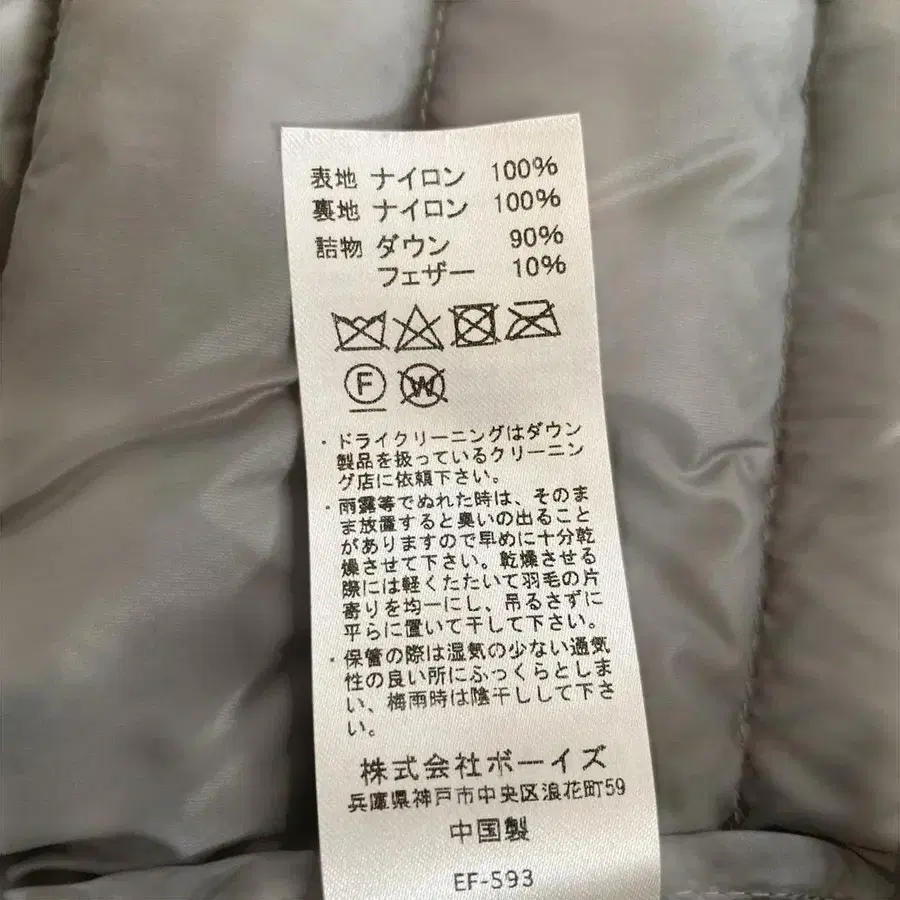 表地 ナイロン 100%
裏地 ナイロン 100%
詰物 ダウン 90%
フェザー 10%
F W
・ドライクリーニングはダウン
製品を扱っているクリーニン
グ店に依頼下さい。
・雨露等でぬれた時は、そのま
ま放置すると臭いの出ること
がありますので早めに十分乾
燥させて下さい。乾燥させる
際には軽くたたいて羽毛の片
寄りを均一にし、吊るさずに
平らに置いて干して下さい。
・保管の際は湿気の少ない通気
性の良い所にふっくらとしま
い、梅雨時は陰干しして下さ
い。
株式会社ボーイズ
兵庫県神戸市中央区浪花町59
中国製
EF-593